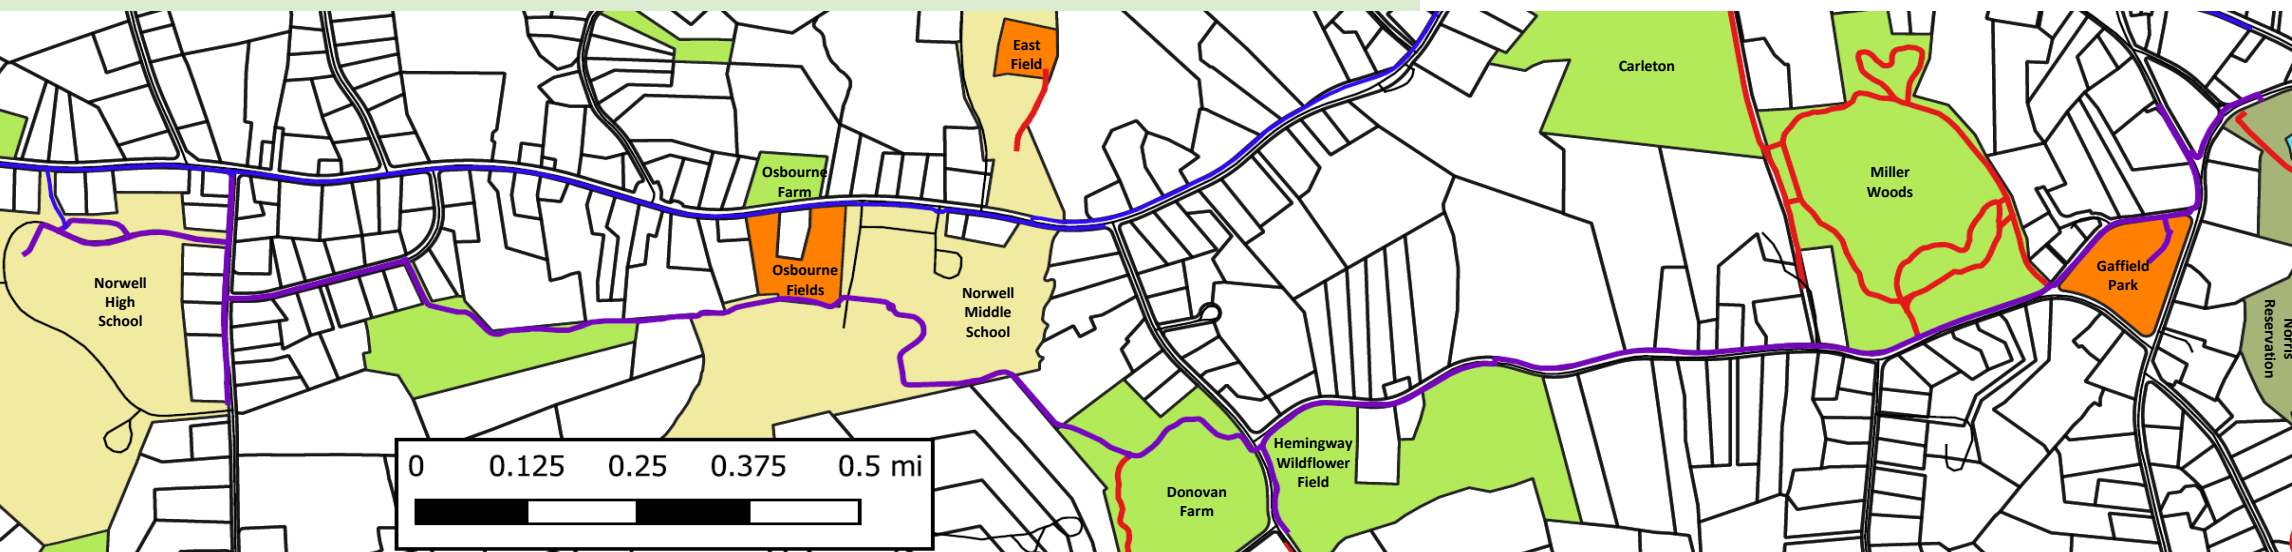 East
Field
Carleton
Osbourne
Farm
Miller
Woods
Norwell
High
School
Osbourne
Fields
Norwell
Middle
School
Gaffield
Park
Norris
Reservation
0 0.125 0.25 0.375 0.5 mi
Hemingway
Wildflower
Field
Donovan
Farm